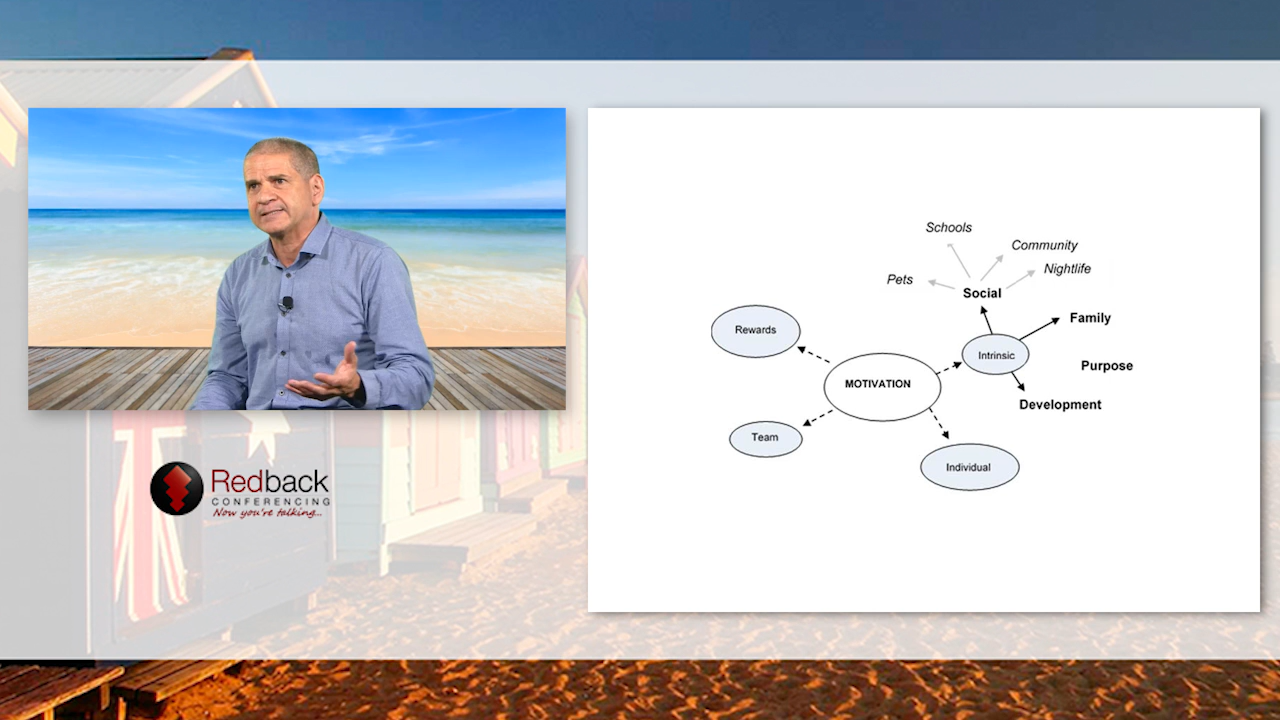 Redback
CONFERENCING
Now you're talking...
Schools
Community
Nightlife
Pets
Social
Family
Rewards
Intrinsic
Purpose
MOTIVATION
Development
Team
Individual